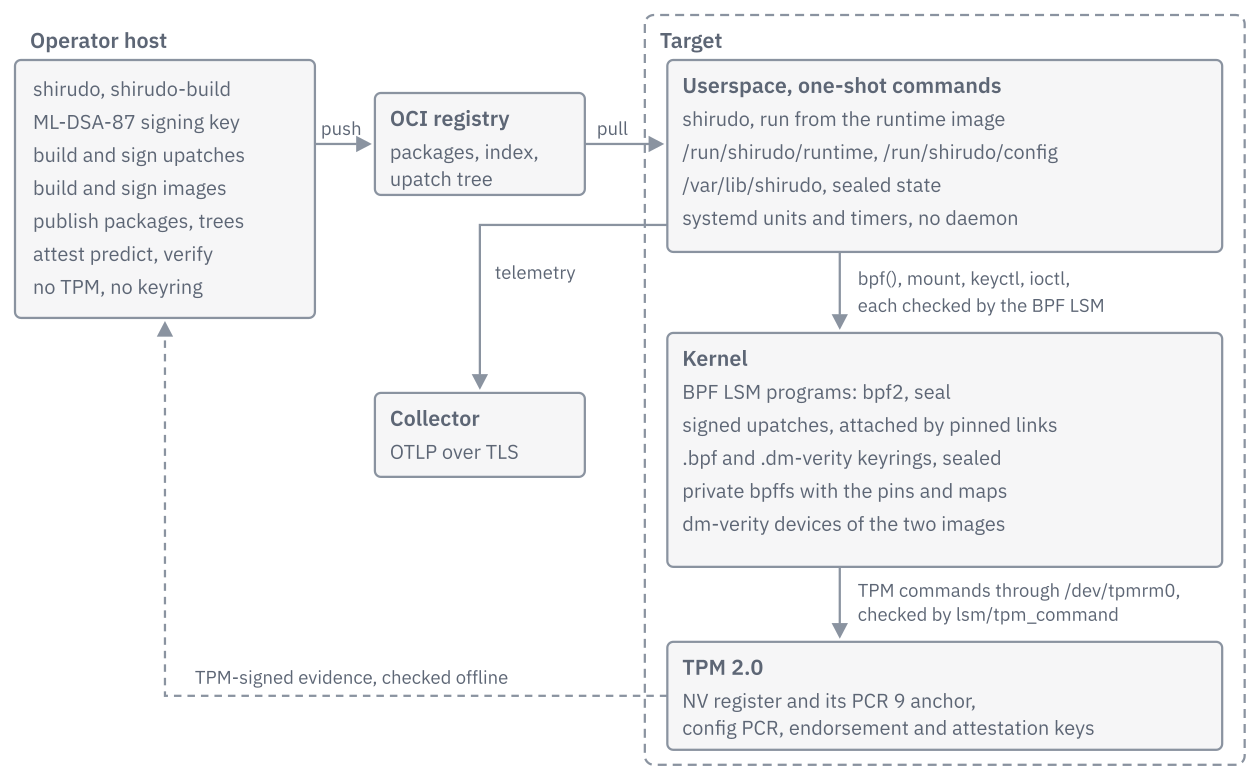 Operator host
shirudo, shirudo-build
ML-DSA-87 signing key
build and sign upatches
build and sign images
publish packages, trees
attest predict, verify
no TPM, no keyring
push
OCI registry
packages, index,
upatch tree
pull
telemetry
Collector
OTLP over TLS
Target
Userspace, one-shot commands
shirudo, run from the runtime image
/run/shirudo/runtime, /run/shirudo/config
/var/lib/shirudo, sealed state
systemd units and timers, no daemon
bpf(), mount, keyctl, ioctl,
each checked by the BPF LSM
Kernel
BPF LSM programs: bpf2, seal
signed upatches, attached by pinned links
.bpf and .dm-verity keyrings, sealed
private bpffs with the pins and maps
dm-verity devices of the two images
TPM commands through /dev/tpmrm0,
checked by lsm/tpm_command
TPM 2.0
NV register and its PCR 9 anchor,
config PCR, endorsement and attestation keys
TPM-signed evidence, checked offline